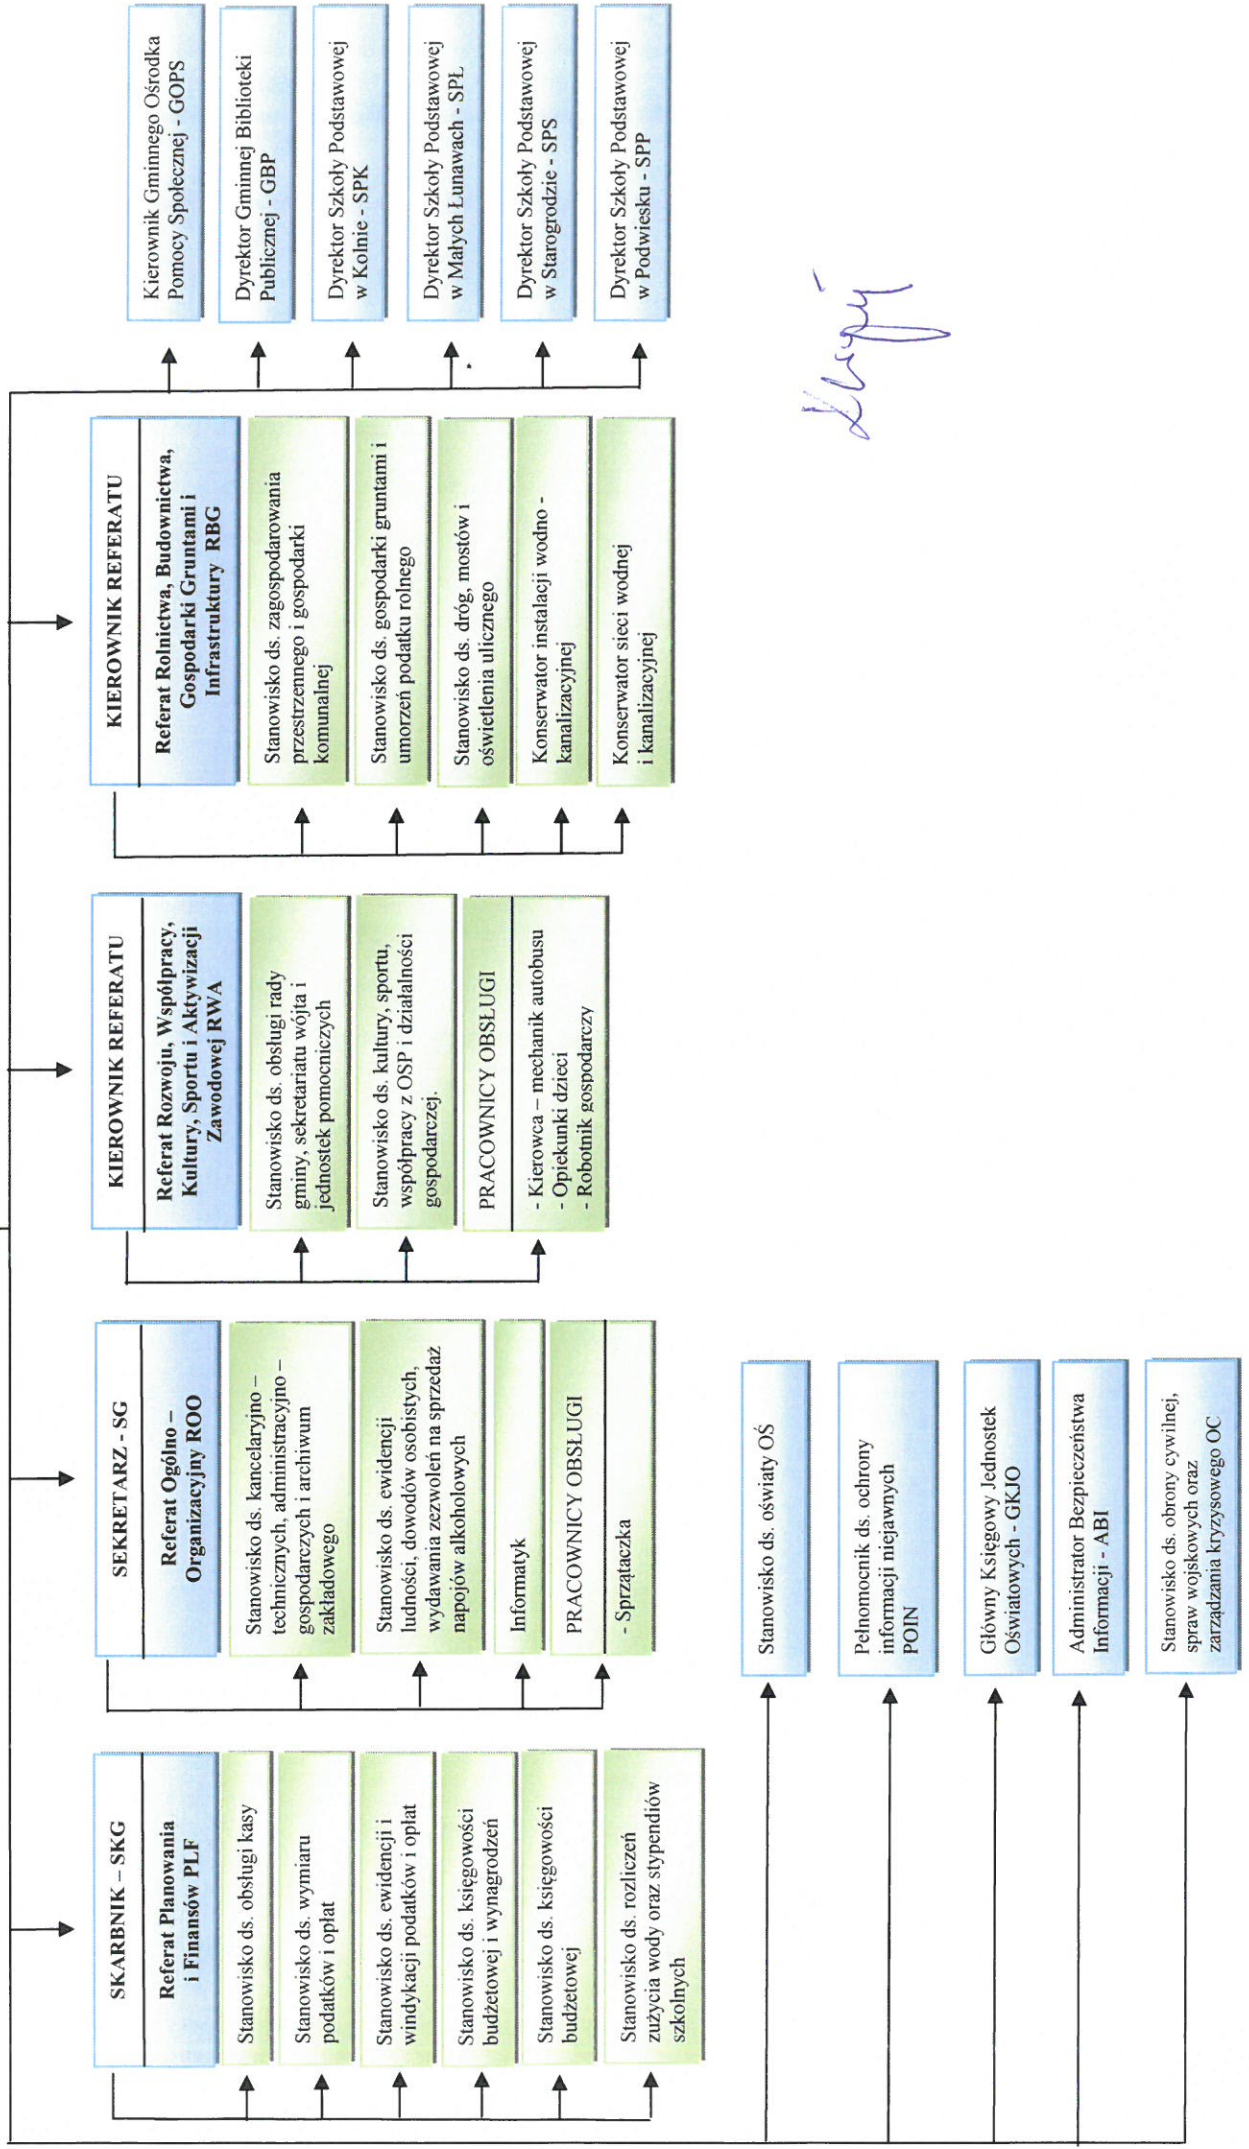 SKARBNIK – SKG
Referat Planowania
i Finansów PLF
Stanowisko ds. obsługi kasy
Stanowisko ds. wymiaru
podatków i opłat
Stanowisko ds. ewidencji i
windykacji podatków i opłat
Stanowisko ds. księgowości
budżetowej i wynagrodzeń
Stanowisko ds. księgowości
budżetowej
Stanowisko ds. rozliczeń
zużycia wody oraz stypendiów
szkolnych
SEKRETARZ - SG
Referat Ogólno –
Organizacyjny ROO
Stanowisko ds. kancelaryjno –
technicznych, administracyjno –
gospodarczych i archiwum
zakładowego
Stanowisko ds. ewidencji
ludności, dowodów osobistych,
wydawania zezwoleń na sprzedaż
napojów alkoholowych
Informatyk
PRACOWNICY OBSŁUGI
- Sprzątaczka
KIEROWNIK REFERATU
Referat Rozwoju, Współpracy,
Kultury, Sportu i Aktywizacji
Zawodowej RWA
Stanowisko ds. obsługi rady
gminy, sekretariatu wójta i
jednostek pomocniczych
Stanowisko ds. kultury, sportu,
współpracy z OSP i działalności
gospodarczej.
PRACOWNICY OBSŁUGI
- Kierowca – mechanik autobusu
- Opiekunki dzieci
- Robotnik gospodarczy
KIEROWNIK REFERATU
Referat Rolnictwa, Budownictwa,
Gospodarki Gruntami i
Infrastruktury RBG
Stanowisko ds. zagospodarowania
przestrzennego i gospodarki
komunalnej
Stanowisko ds. gospodarki gruntami i
umorzeń podatku rolnego
Stanowisko ds. dróg, mostów i
oświetlenia ulicznego
Konserwator instalacji wodno -
kanalizacyjnej
Konserwator sieci wodnej
i kanalizacyjnej
Kierownik Gminnego Ośrodka
Pomocy Społecznej - GOPS
Dyrektor Gminnej Biblioteki
Publicznej - GBP
Dyrektor Szkoły Podstawowej
w Kolnie - SPK
Dyrektor Szkoły Podstawowej
w Małych Łunawach - SPŁ
Dyrektor Szkoły Podstawowej
w Starogrodzie - SPS
Dyrektor Szkoły Podstawowej
w Podwiesku - SPP
Stanowisko ds. oświaty OŚ
Pełnomocnik ds. ochrony
informacji niejawnych
POIN
Główny Księgowy Jednostek
Oświatowych - GKJO
Administrator Bezpieczeństwa
Informacji - ABI
Stanowisko ds. obrony cywilnej,
spraw wojskowych oraz
zarządzania kryzysowego OC